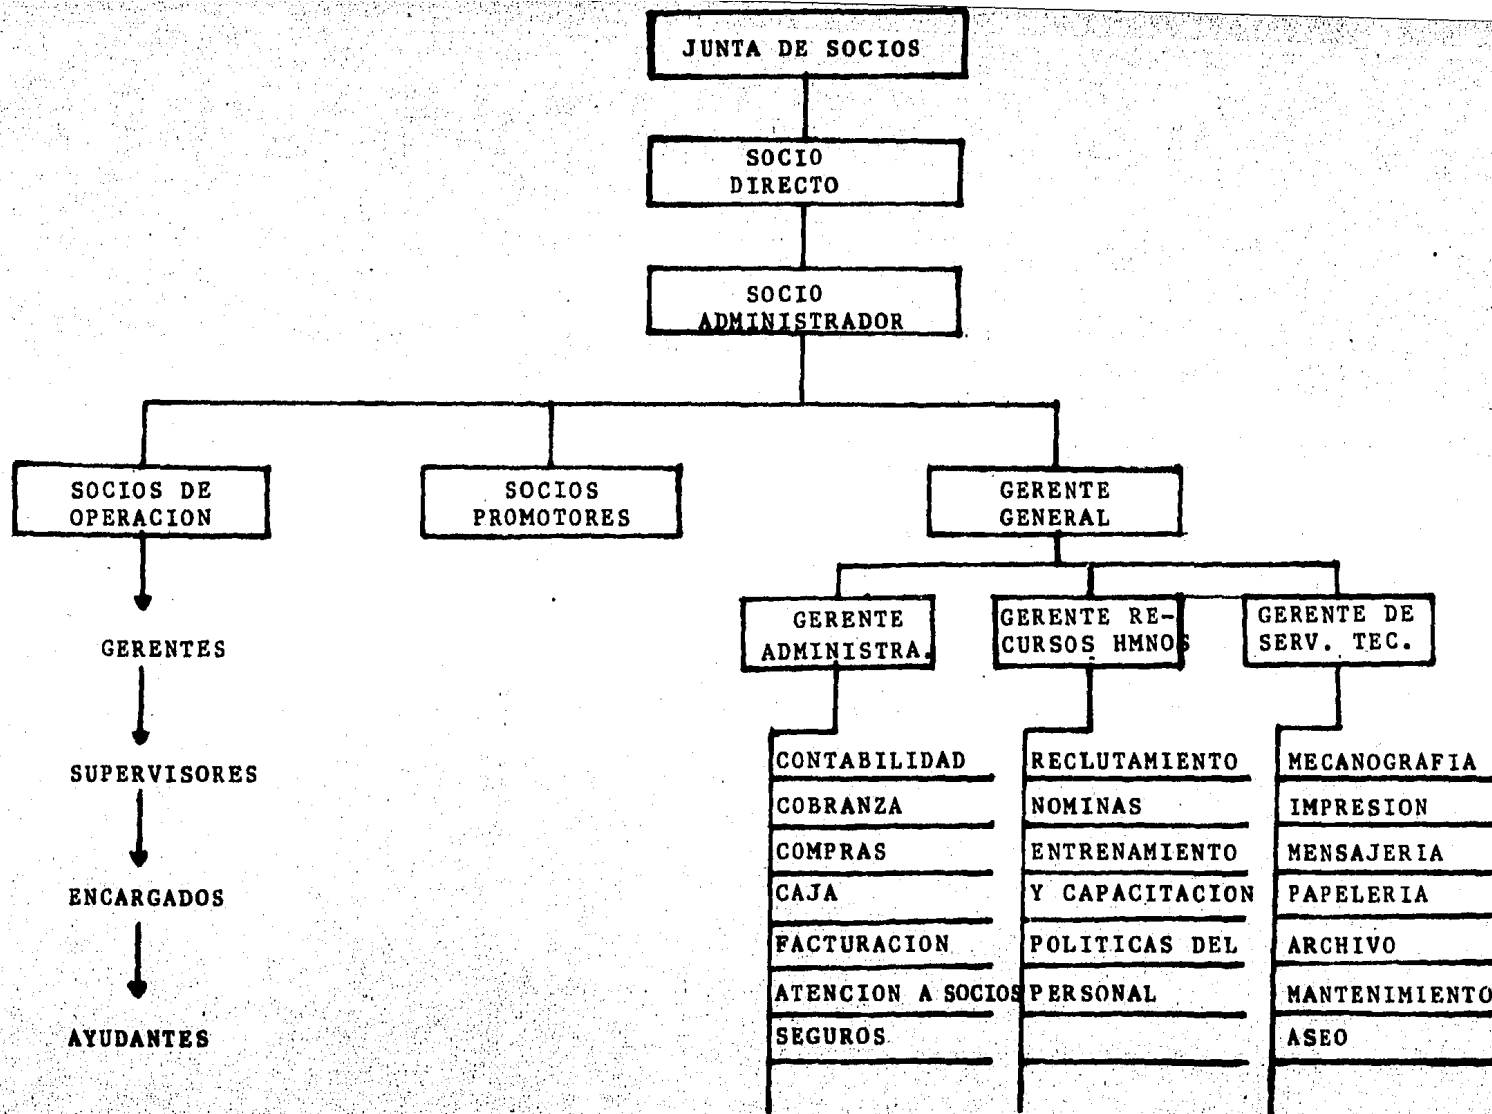 JUNTA DE SOCIOS
SOCIO
DIRECTO
SOCIO
ADMINISTRADOR
SOCIOS DE
OPERACION
SOCIOS
PROMOTORES
GERENTE
GENERAL
GERENTES
SUPERVISORES
ENCARGADOS
AYUDANTES
GERENTE
ADMINISTRA.
CONTABILIDAD
COBRANZA
COMPRAS
CAJA
FACTURACION
ATENCION A SOCIOS
SEGUROS
GERENTE RE-
CURSOS HMNOS
RECLUTAMIENTO
NOMINAS
ENTRENAMIENTO
Y CAPACITACION
POLITICAS DEL
PERSONAL
GERENTE DE
SERV. TEC.
MECANOGRAFIA
IMPRESION
MENSAJERIA
PAPELERIA
ARCHIVO
MANTENIMIENTO
ASEO